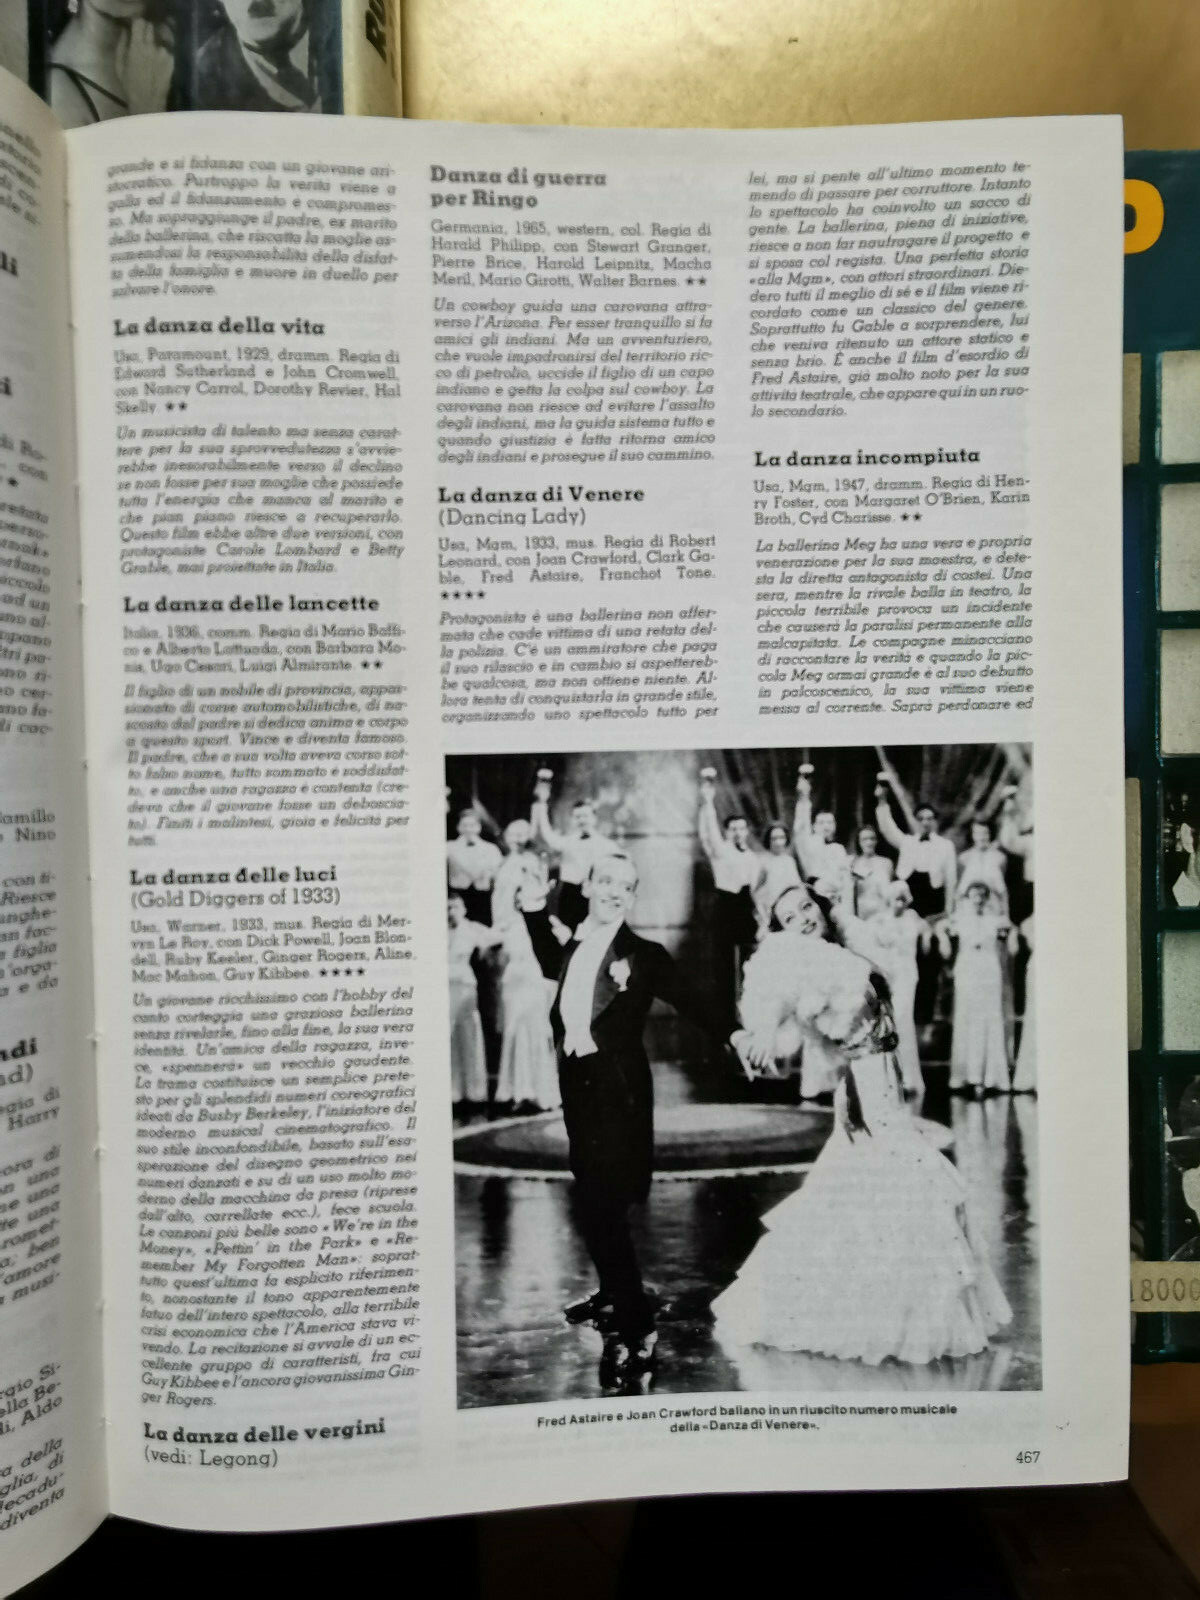 grande e si fidanza con un giovane ari-
stocratico. Purtroppo la verità viene a
galla ed il fidanzamento è compromes-
so. Ma sopraggiunge il padre, ex marito
della ballerina, che riscatta la moglie as-
sumendosi la responsabilità della disfat-
ta della famiglia e muore in duello per
salvare l'onore.
La danza della vita
Usa, Paramount, 1929, dramm. Regia di
Edward Sutherland e John Cromwell,
con Nancy Carrol, Dorothy Revier, Hal
Skelly. ★★
Un musicista di talento ma senza carat-
tere per la sua sprovvedutezza s'avvie-
rebbe inesorabilmente verso il declino
se non fosse per sua moglie che possiede
tutta l'energia che manca al marito e
che pian piano riesce a recuperarlo.
Questo film ebbe altre due versioni, con
protagoniste Carole Lombard e Betty
Grable, mai proiettate in Italia.
La danza delle lancette
Italia, 1936, comm. Regia di Mario Baffi-
co e Alberto Lattuada, con Barbara Mo-
nis, Ugo Ceseri, Luigi Almirante. ★★
Il figlio di un nobile di provincia, appas-
sionato di corse automobilistiche, di na-
scosto dal padre si dedica anima e corpo
a questo sport. Vince e diventa famoso.
Il padre, che a sua volta aveva corso sot-
to falso nome, tutto sommato è soddisfat-
to, e anche una ragazza è contenta (cre-
deva che il giovane fosse un deboscia-
to). Finiti i malintesi, gioia e felicità per
tutti.
La danza delle luci
(Gold Diggers of 1933)
Usa, Warner, 1933, mus. Regia di Mer-
vyn Le Roy, con Dick Powell, Joan Blon-
dell, Ruby Keeler, Ginger Rogers, Aline,
Mac Mahon, Guy Kibbee. ★★★★
Un giovane ricchissimo con l'hobby del
canto corteggia una graziosa ballerina
senza rivelarle, fino alla fine, la sua vera
identità. Un'amica della ragazza, inve-
ce, «spennerà» un vecchio gaudente.
La trama costituisce un semplice prete-
sto per gli splendidi numeri coreografici
ideati da Busby Berkeley, l'iniziatore del
moderno musical cinematografico. Il
suo stile inconfondibile, basato sull'esa-
sperazione del disegno geometrico nei
numeri danzati e su di un uso molto mo-
derno della macchina da presa (riprese
dall'alto, carrellate ecc.), fece scuola.
Le canzoni più belle sono «We're in the
Money», «Pettin' in the Park» e «Re-
member My Forgotten Man»: soprat-
tutto quest'ultima fa esplicito riferimen-
to, nonostante il tono apparentemente
fatuo dell'intero spettacolo, alla terribile
crisi economica che l'America stava vi-
vendo. La recitazione si avvale di un ec-
cellente gruppo di caratteristi, fra cui
Guy Kibbee e l'ancora giovanissima Gin-
ger Rogers.
La danza delle vergini
(vedi: Legong)
Danza di guerra
per Ringo
Germania, 1965, western, col. Regia di
Harald Philipp, con Stewart Granger,
Pierre Brice, Harold Leipnitz, Macha
Meril, Mario Girotti, Walter Barnes. ★★
Un cowboy guida una carovana attra-
verso l'Arizona. Per esser tranquillo si fa
amici gli indiani. Ma un avventuriero,
che vuole impadronirsi del territorio ric-
co di petrolio, uccide il figlio di un capo
indiano e getta la colpa sul cowboy. La
carovana non riesce ad evitare l'assalto
degli indiani, ma la guida sistema tutto e
quando giustizia è fatta ritorna amico
degli indiani e prosegue il suo cammino.
La danza di Venere
(Dancing Lady)
Usa, Mgm, 1933, mus. Regia di Robert
Leonard, con Joan Crawford, Clark Ga-
ble, Fred Astaire, Franchot Tone.
★★★★
Protagonista è una ballerina non affer-
mata che cade vittima di una retata del-
la polizia. C'è un ammiratore che paga
il suo rilascio e in cambio si aspettereb-
be qualcosa, ma non ottiene niente. Al-
lora tenta di conquistarla in grande stile,
organizzando uno spettacolo tutto per
lei, ma si pente all'ultimo momento te-
mendo di passare per corruttore. Intanto
lo spettacolo ha coinvolto un sacco di
gente. La ballerina, piena di iniziative,
riesce a non far naufragare il progetto e
si sposa col regista. Una perfetta storia
«alla Mgm», con attori straordinari. Die-
dero tutti il meglio di sé e il film viene ri-
cordato come un classico del genere.
Soprattutto fu Gable a sorprendere, lui
che veniva ritenuto un attore statico e
senza brio. È anche il film d'esordio di
Fred Astaire, già molto noto per la sua
attività teatrale, che appare qui in un ruo-
lo secondario.
La danza incompiuta
Usa, Mgm, 1947, dramm. Regia di Hen-
ry Foster, con Margaret O'Brien, Karin
Broth, Cyd Charisse. ★★
La ballerina Meg ha una vera e propria
venerazione per la sua maestra, e dete-
sta la diretta antagonista di costei. Una
sera, mentre la rivale balla in teatro, la
piccola terribile provoca un incidente
che causerà la paralisi permanente alla
malcapitata. Le compagne minacciano
di raccontare la verità e quando la pic-
cola Meg ormai grande è al suo debutto
in palcoscenico, la sua vittima viene
messa al corrente. Saprà perdonare ed
Fred Astaire e Joan Crawford ballano in un riuscito numero musicale
della «Danza di Venere».
467
18000